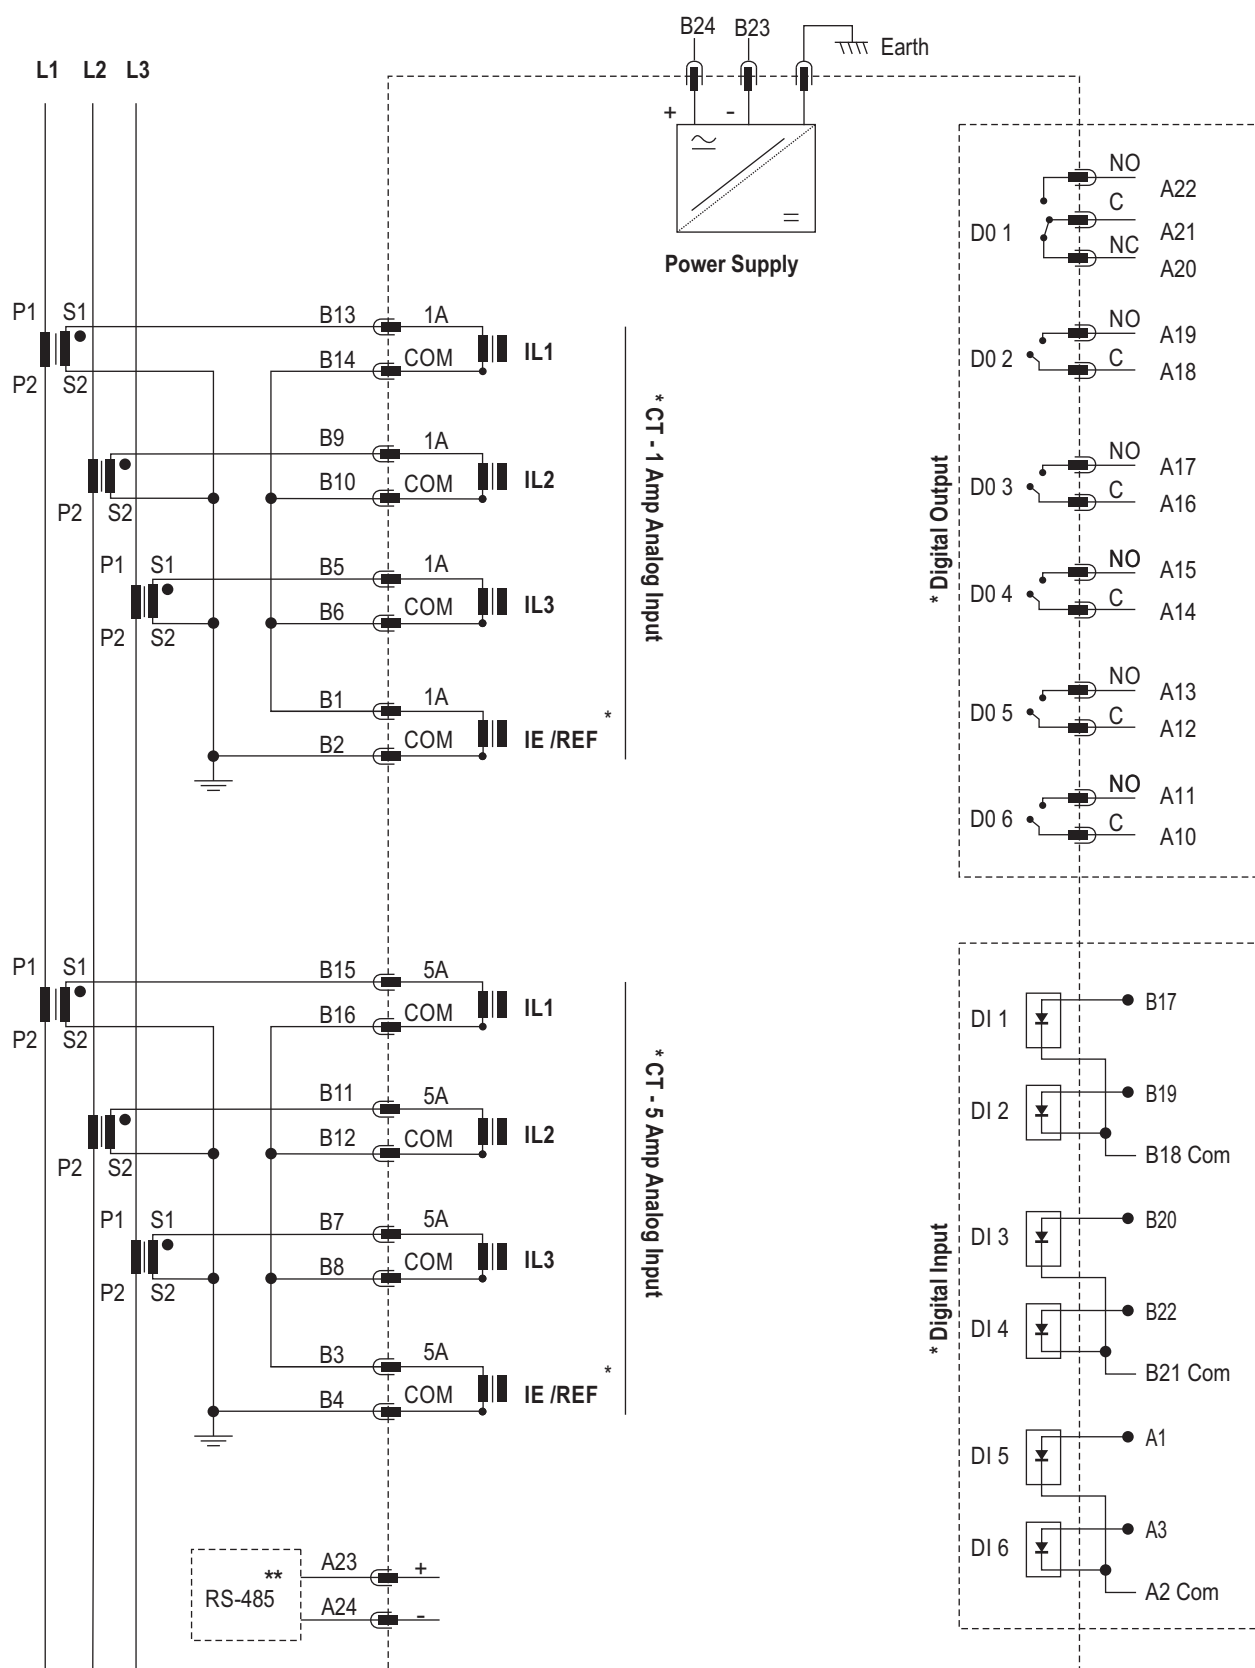 B24 B23
Earth
L1 L2 L3
+ -
Power Supply
P1 S1
P2 S2
B13 1A
B14 COM
IL1
B9 1A
B10 COM
IL2
P2 S2
P1 S1
B5 1A
B6 COM
IL3
P2 S2
B1 1A
B2 COM
IE /REF *
* CT - 1 Amp Analog Input
P1 S1
P2 S2
B15 5A
B16 COM
IL1
B11 5A
B12 COM
IL2
P2 S2
P1 S1
B7 5A
B8 COM
IL3
P2 S2
B3 5A
B4 COM
IE /REF *
* CT - 5 Amp Analog Input
**
RS-485
A23 +
A24 -
* Digital Output
D0 1
NO A22
C A21
NC A20
D0 2
NO A19
C A18
D0 3
NO A17
C A16
D0 4
NO A15
C A14
D0 5
NO A13
C A12
D0 6
NO A11
C A10
* Digital Input
DI 1 B17
DI 2 B19
B18 Com
DI 3 B20
DI 4 B22
B21 Com
DI 5 A1
DI 6 A3
A2 Com